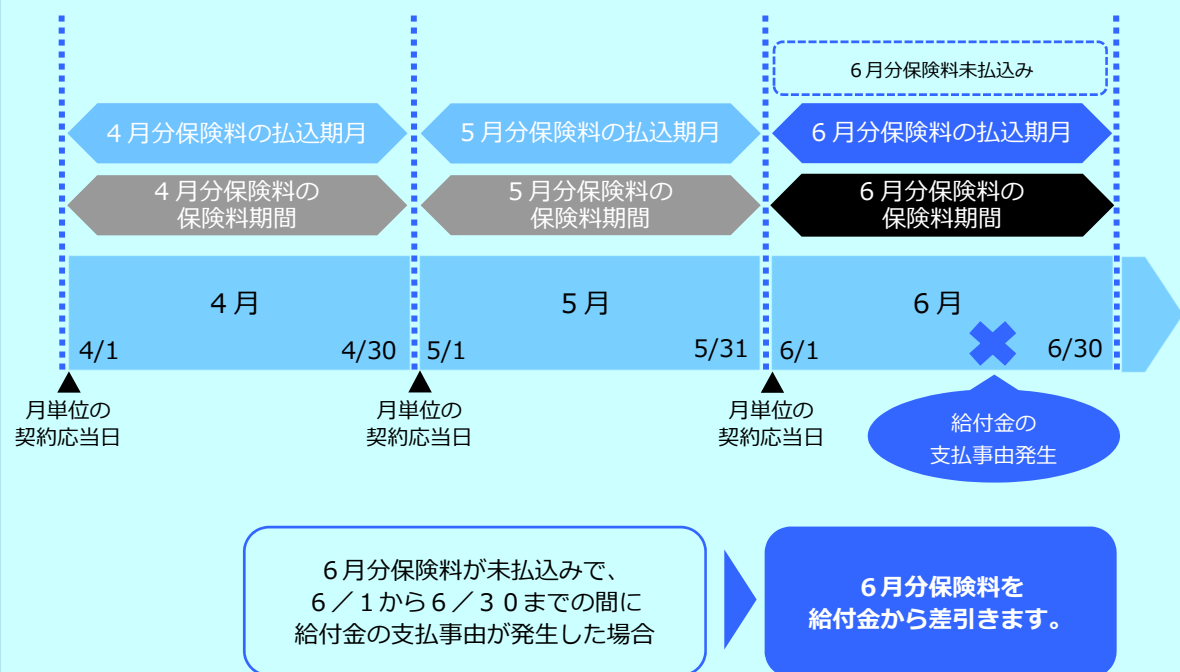 ６月分保険料未払込み
４月分保険料の払込期月
５月分保険料の払込期月
６月分保険料の払込期月
４月分保険料の
保険料期間
５月分保険料の
保険料期間
６月分保険料の
保険料期間
４月
５月
６月
4/1
4/30
5/1
5/31
6/1
6/30
月単位の
契約応当日
月単位の
契約応当日
月単位の
契約応当日
給付金の
支払事由発生
６月分保険料が未払込みで、
６／１から６／３０までの間に
給付金の支払事由が発生した場合
６月分保険料を
給付金から差引きます。